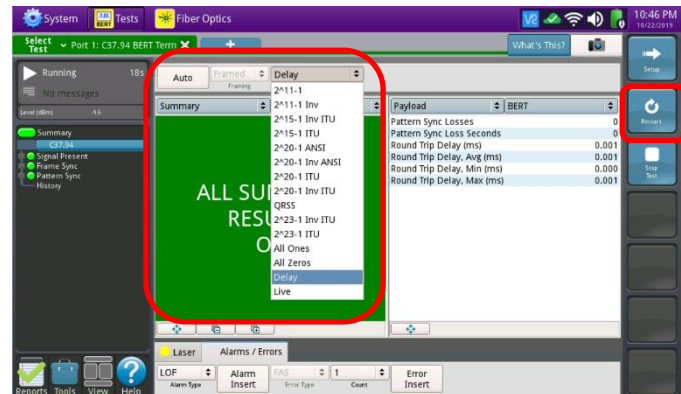 System
Tests
Fiber Optics
10:46 PM
10/22/2019
Select Test
Port 1: C37.94 BERT Term
What's This?
Setup
Running 18s
No messages
Level (dBm) -9.6
Auto
Framed
Framing
Delay
Restart
Summary
C37.94
Signal Present
Frame Sync
Pattern Sync
History
Summary
2^11-1
2^11-1 Inv
2^15-1 Inv ITU
2^15-1 ITU
2^20-1 ANSI
2^20-1 Inv ANSI
2^20-1 ITU
2^20-1 Inv ITU
QRSS
2^23-1 Inv ITU
2^23-1 ITU
All Ones
All Zeros
Delay
Live
ALL SU
RES
O
Payload BERT
Pattern Sync Losses 0
Pattern Sync Loss Seconds 0
Round Trip Delay (ms) 0.001
Round Trip Delay, Avg (ms) 0.001
Round Trip Delay, Min (ms) 0.000
Round Trip Delay, Max (ms) 0.001
Stop Test
Laser
Alarms / Errors
LOF
Alarm Type
Alarm Insert
FAS
Error Type
1
Count
Error Insert
Reports Tools View Help